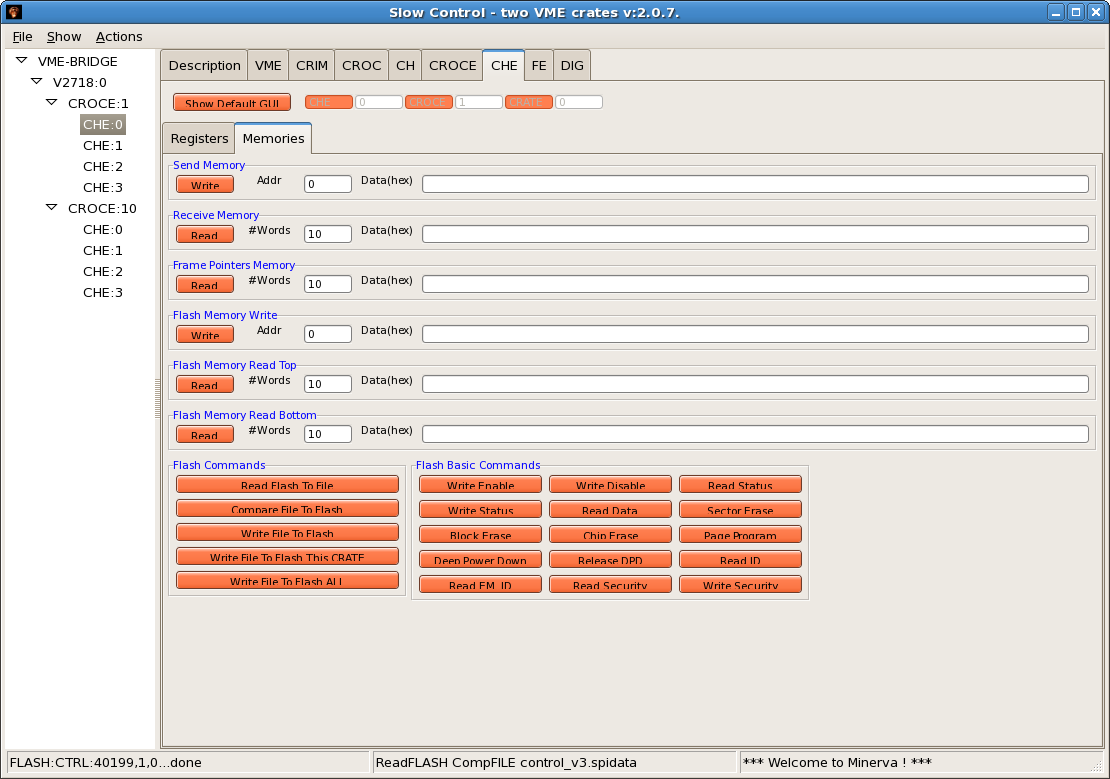 Slow Control - two VME crates v:2.0.7.
File Show Actions
VME-BRIDGE
V2718:0
CROCE:1
CHE:0
CHE:1
CHE:2
CHE:3
CROCE:10
CHE:0
CHE:1
CHE:2
CHE:3
Description VME CRIM CROC CH CROCE CHE FE DIG
Show Default GUI CHE 0 CROCE 1 CRATE 0
Registers Memories
Send Memory
Write Addr 0 Data(hex)
Receive Memory
Read #Words 10 Data(hex)
Frame Pointers Memory
Read #Words 10 Data(hex)
Flash Memory Write
Write Addr 0 Data(hex)
Flash Memory Read Top
Read #Words 10 Data(hex)
Flash Memory Read Bottom
Read #Words 10 Data(hex)
Flash Commands
Read Flash To File
Compare File To Flash
Write File To Flash
Write File To Flash This CRATE
Write File To Flash ALL
Flash Basic Commands
Write Enable Write Disable Read Status
Write Status Read Data Sector Erase
Block Erase Chip Erase Page Program
Deep Power Down Release DPD Read ID
Read EM_ID Read Security Write Security
FLASH:CTRL:40199,1,0...done ReadFLASH CompFILE control_v3.spidata *** Welcome to Minerva ! ***